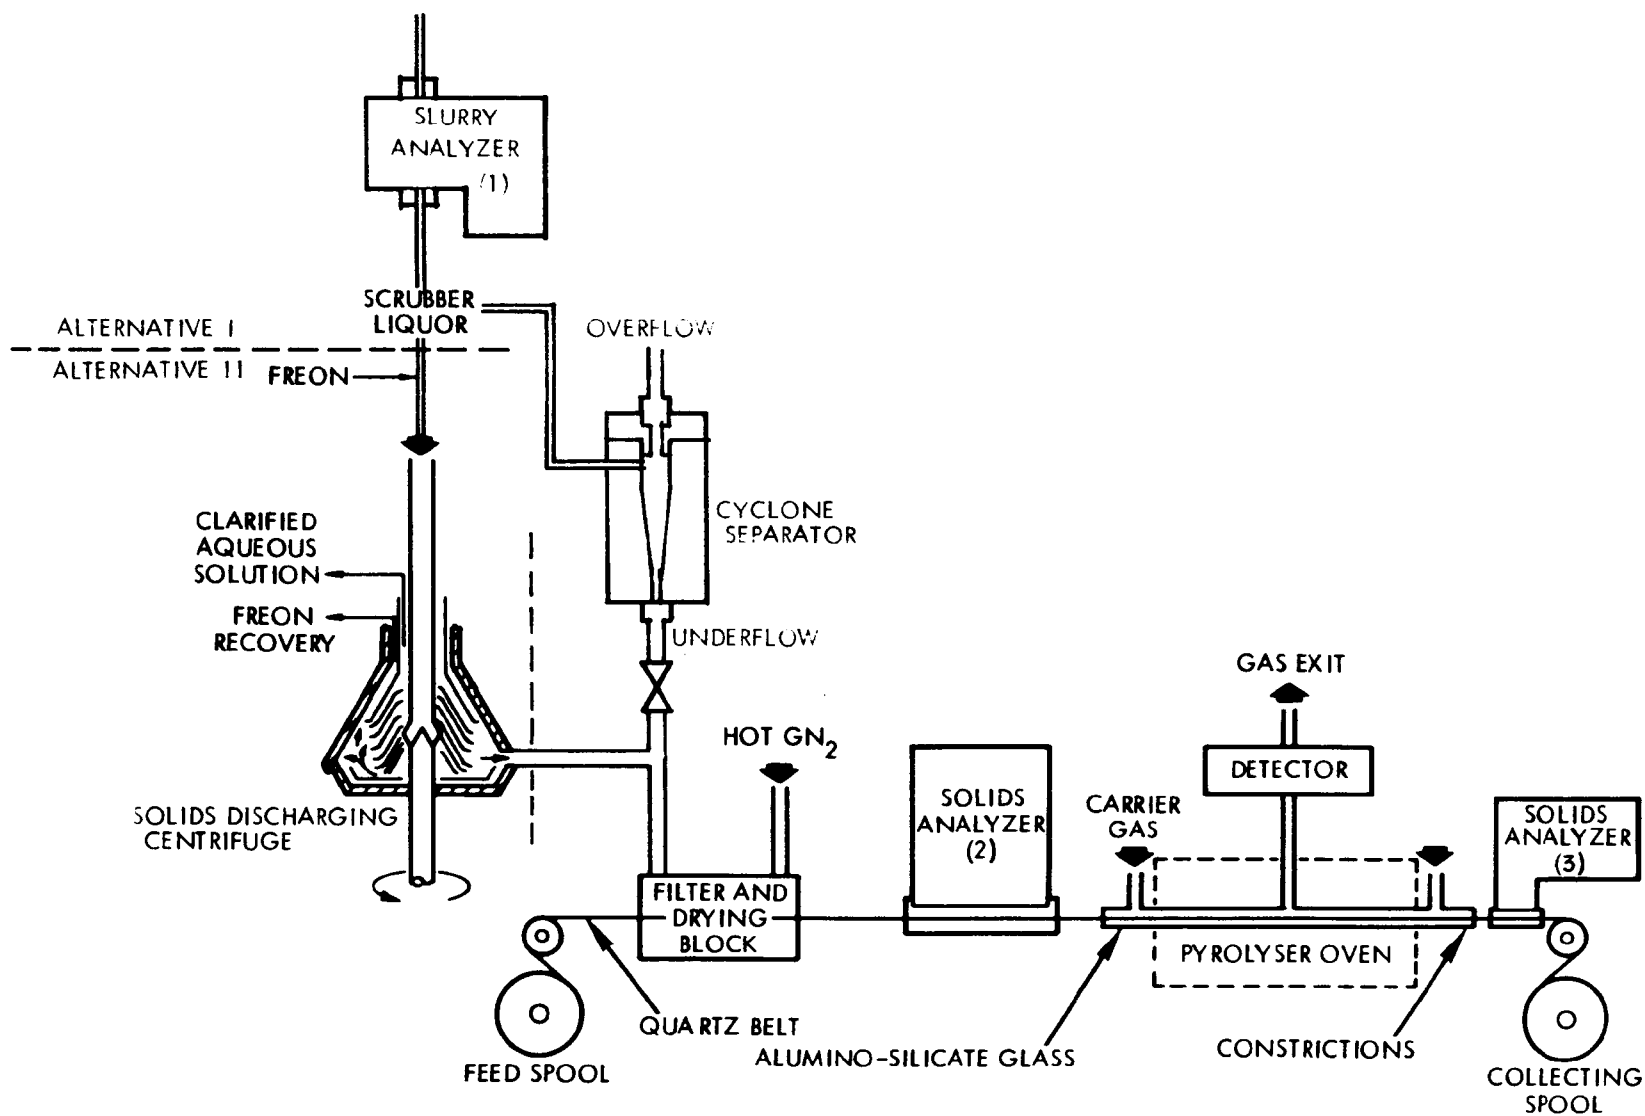 SLURRY
ANALYZER
(1)
SCRUBBER
LIQUOR
ALTERNATIVE I
ALTERNATIVE II
FREON
OVERFLOW
CYCLONE
SEPARATOR
CLARIFIED
AQUEOUS
SOLUTION
FREON
RECOVERY
UNDERFLOW
SOLIDS DISCHARGING
CENTRIFUGE
HOT GN2
GAS EXIT
DETECTOR
SOLIDS
ANALYZER
(2)
CARRIER
GAS
SOLIDS
ANALYZER
(3)
FILTER AND
DRYING
BLOCK
PYROLYSER OVEN
QUARTZ BELT
FEED SPOOL
ALUMINO-SILICATE GLASS
CONSTRICTIONS
COLLECTING
SPOOL